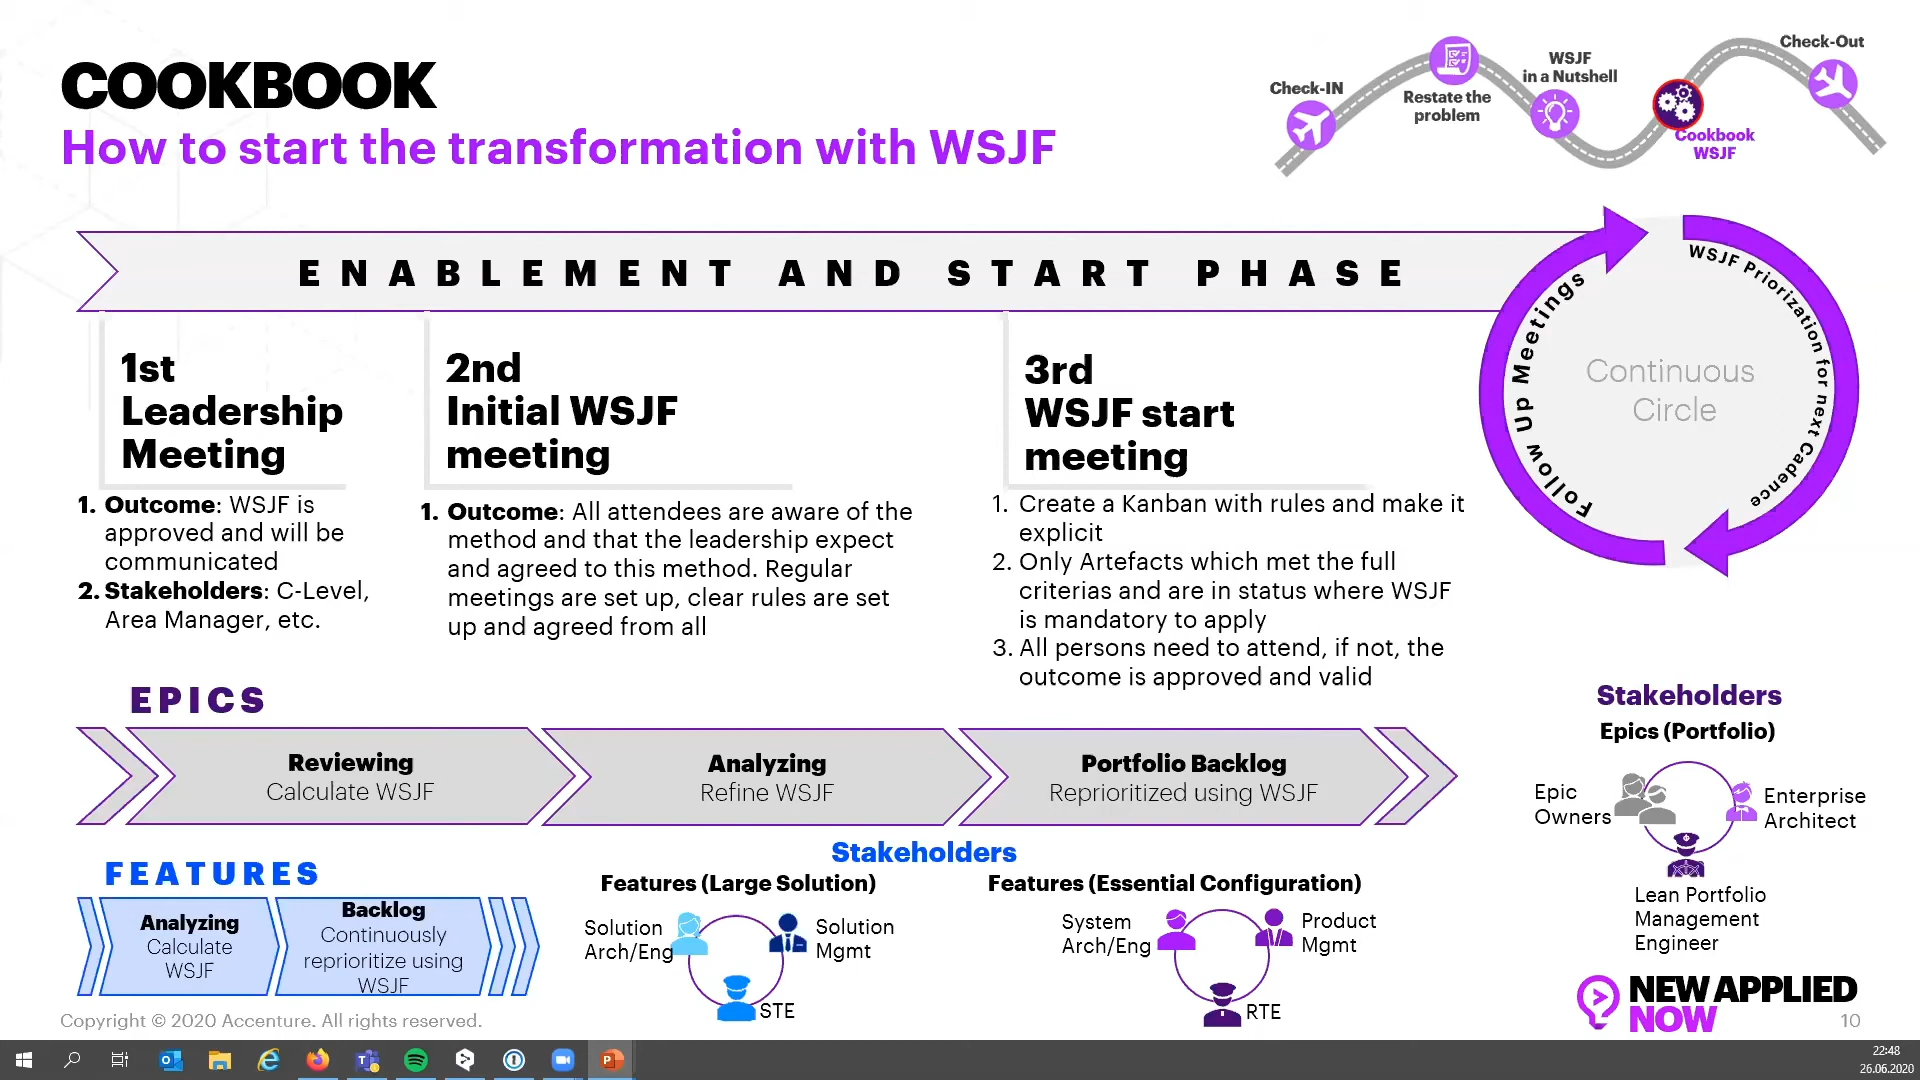 COOKBOOK
How to start the transformation with WSJF
Check-IN
Restate the
problem
WSJF
in a Nutshell
Cookbook
WSJF
Check-Out
ENABLEMENT AND START PHASE
1st
Leadership
Meeting
1. Outcome: WSJF is
approved and will be
communicated
2. Stakeholders: C-Level,
Area Manager, etc.
2nd
Initial WSJF
meeting
1. Outcome: All attendees are aware of the
method and that the leadership expect
and agreed to this method. Regular
meetings are set up, clear rules are set
up and agreed from all
3rd
WSJF start
meeting
1. Create a Kanban with rules and make it
explicit
2. Only Artefacts which met the full
criterias and are in status where WSJF
is mandatory to apply
3. All persons need to attend, if not, the
outcome is approved and valid
Follow Up Meetings
WSJF Priorization for next Cadence
Continuous
Circle
EPICS
Reviewing
Calculate WSJF
Analyzing
Refine WSJF
Portfolio Backlog
Reprioritized using WSJF
Stakeholders
Epics (Portfolio)
Epic
Owners
Enterprise
Architect
Lean Portfolio
Management
Engineer
FEATURES
Analyzing
Calculate
WSJF
Backlog
Continuously
reprioritize using
WSJF
Stakeholders
Features (Large Solution)
Solution
Arch/Eng
Solution
Mgmt
STE
Features (Essential Configuration)
System
Arch/Eng
Product
Mgmt
RTE
NEW APPLIED
NOW
Copyright © 2020 Accenture. All rights reserved.
10
22:48
26.06.2020